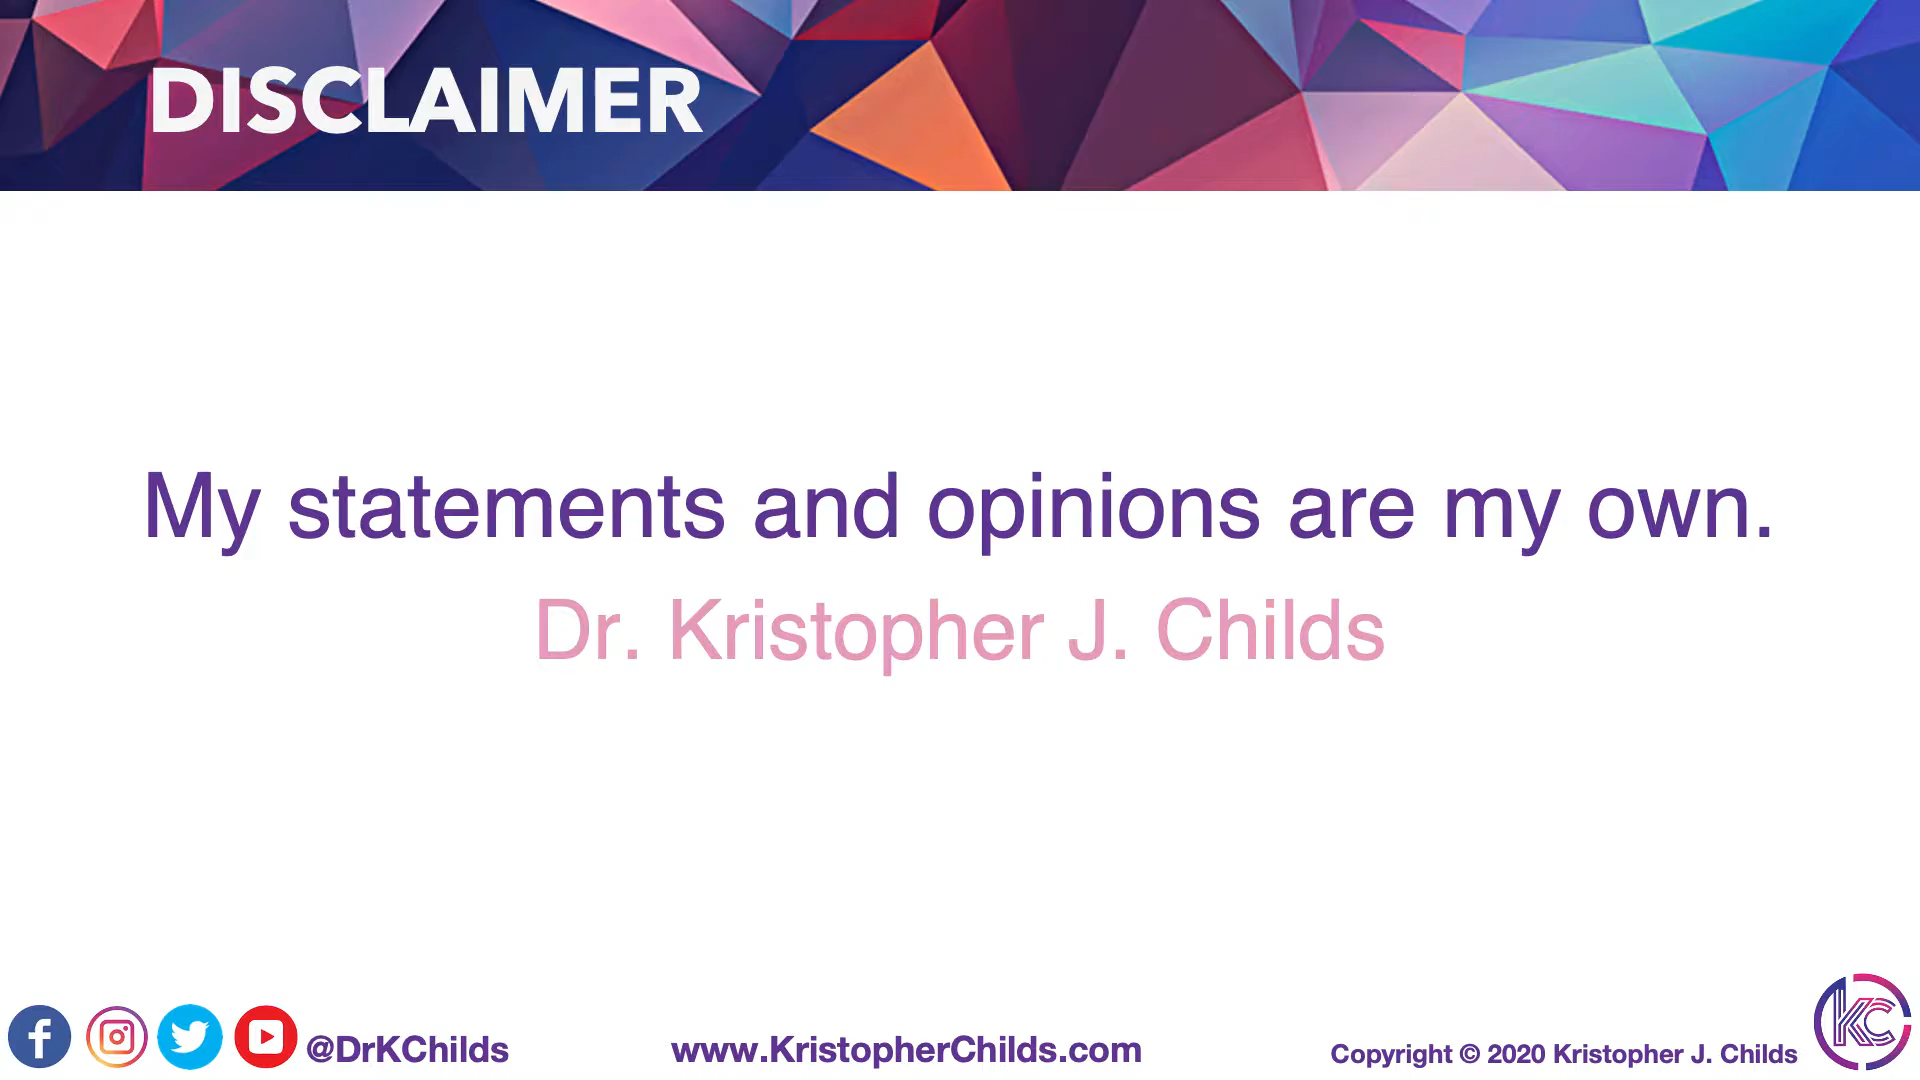 DISCLAIMER
My statements and opinions are my own.
Dr. Kristopher J. Childs
@DrKChilds
www.KristopherChilds.com
Copyright © 2020 Kristopher J. Childs
KC